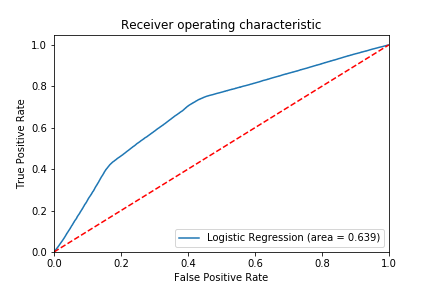 Receiver operating characteristic
1.0
0.8
0.6
0.4
0.2
0.0
True Positive Rate
Logistic Regression (area = 0.639)
0.0 0.2 0.4 0.6 0.8 1.0
False Positive Rate